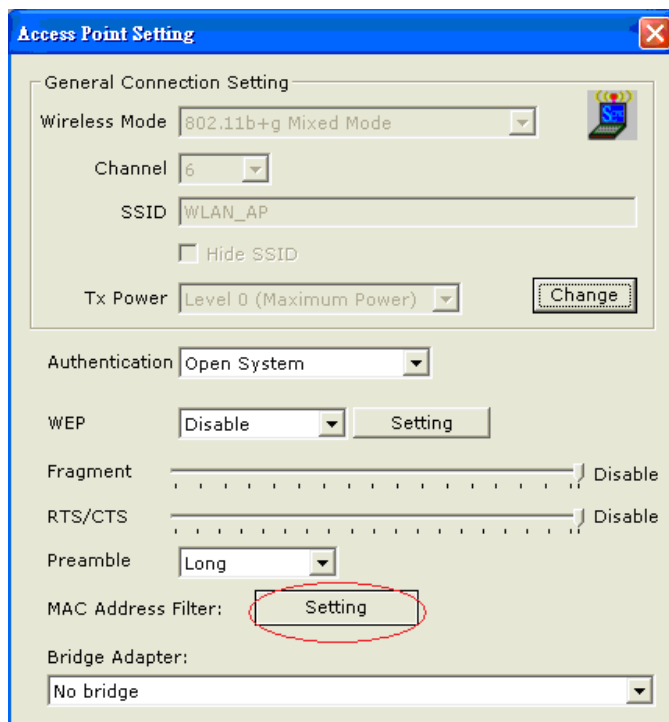 Access Point Setting
General Connection Setting
Wireless Mode 802.11b+g Mixed Mode
Channel 6
SSID WLAN_AP
Hide SSID
Tx Power Level 0 (Maximum Power) Change
Authentication Open System
WEP Disable Setting
Fragment Disable
RTS/CTS Disable
Preamble Long
MAC Address Filter: Setting
Bridge Adapter:
No bridge